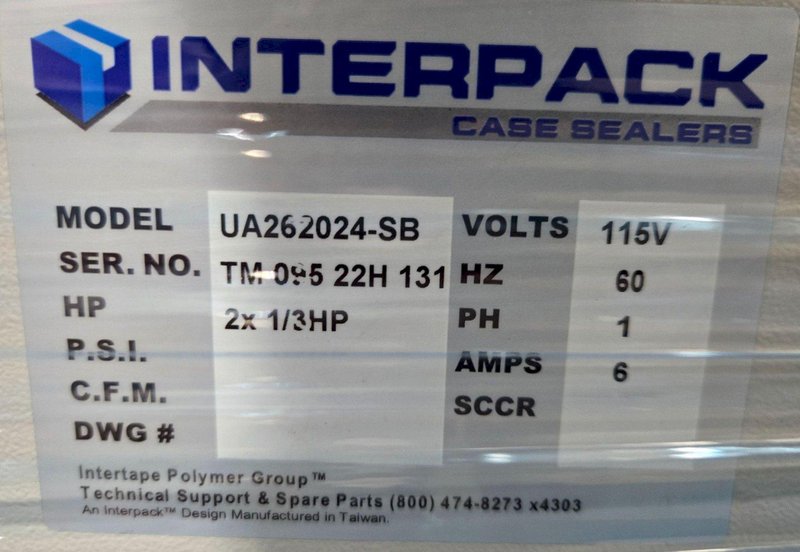 INTERPACK
CASE SEALERS
MODEL UA262024-SB VOLTS 115V
SER. NO. TM 095 22H 131 HZ 60
HP 2x 1/3HP PH 1
P.S.I. AMPS 6
C.F.M. SCCR
DWG #
Intertape Polymer Group™
Technical Support & Spare Parts (800) 474-8273 x4303
An Interpack™ Design Manufactured in Taiwan.